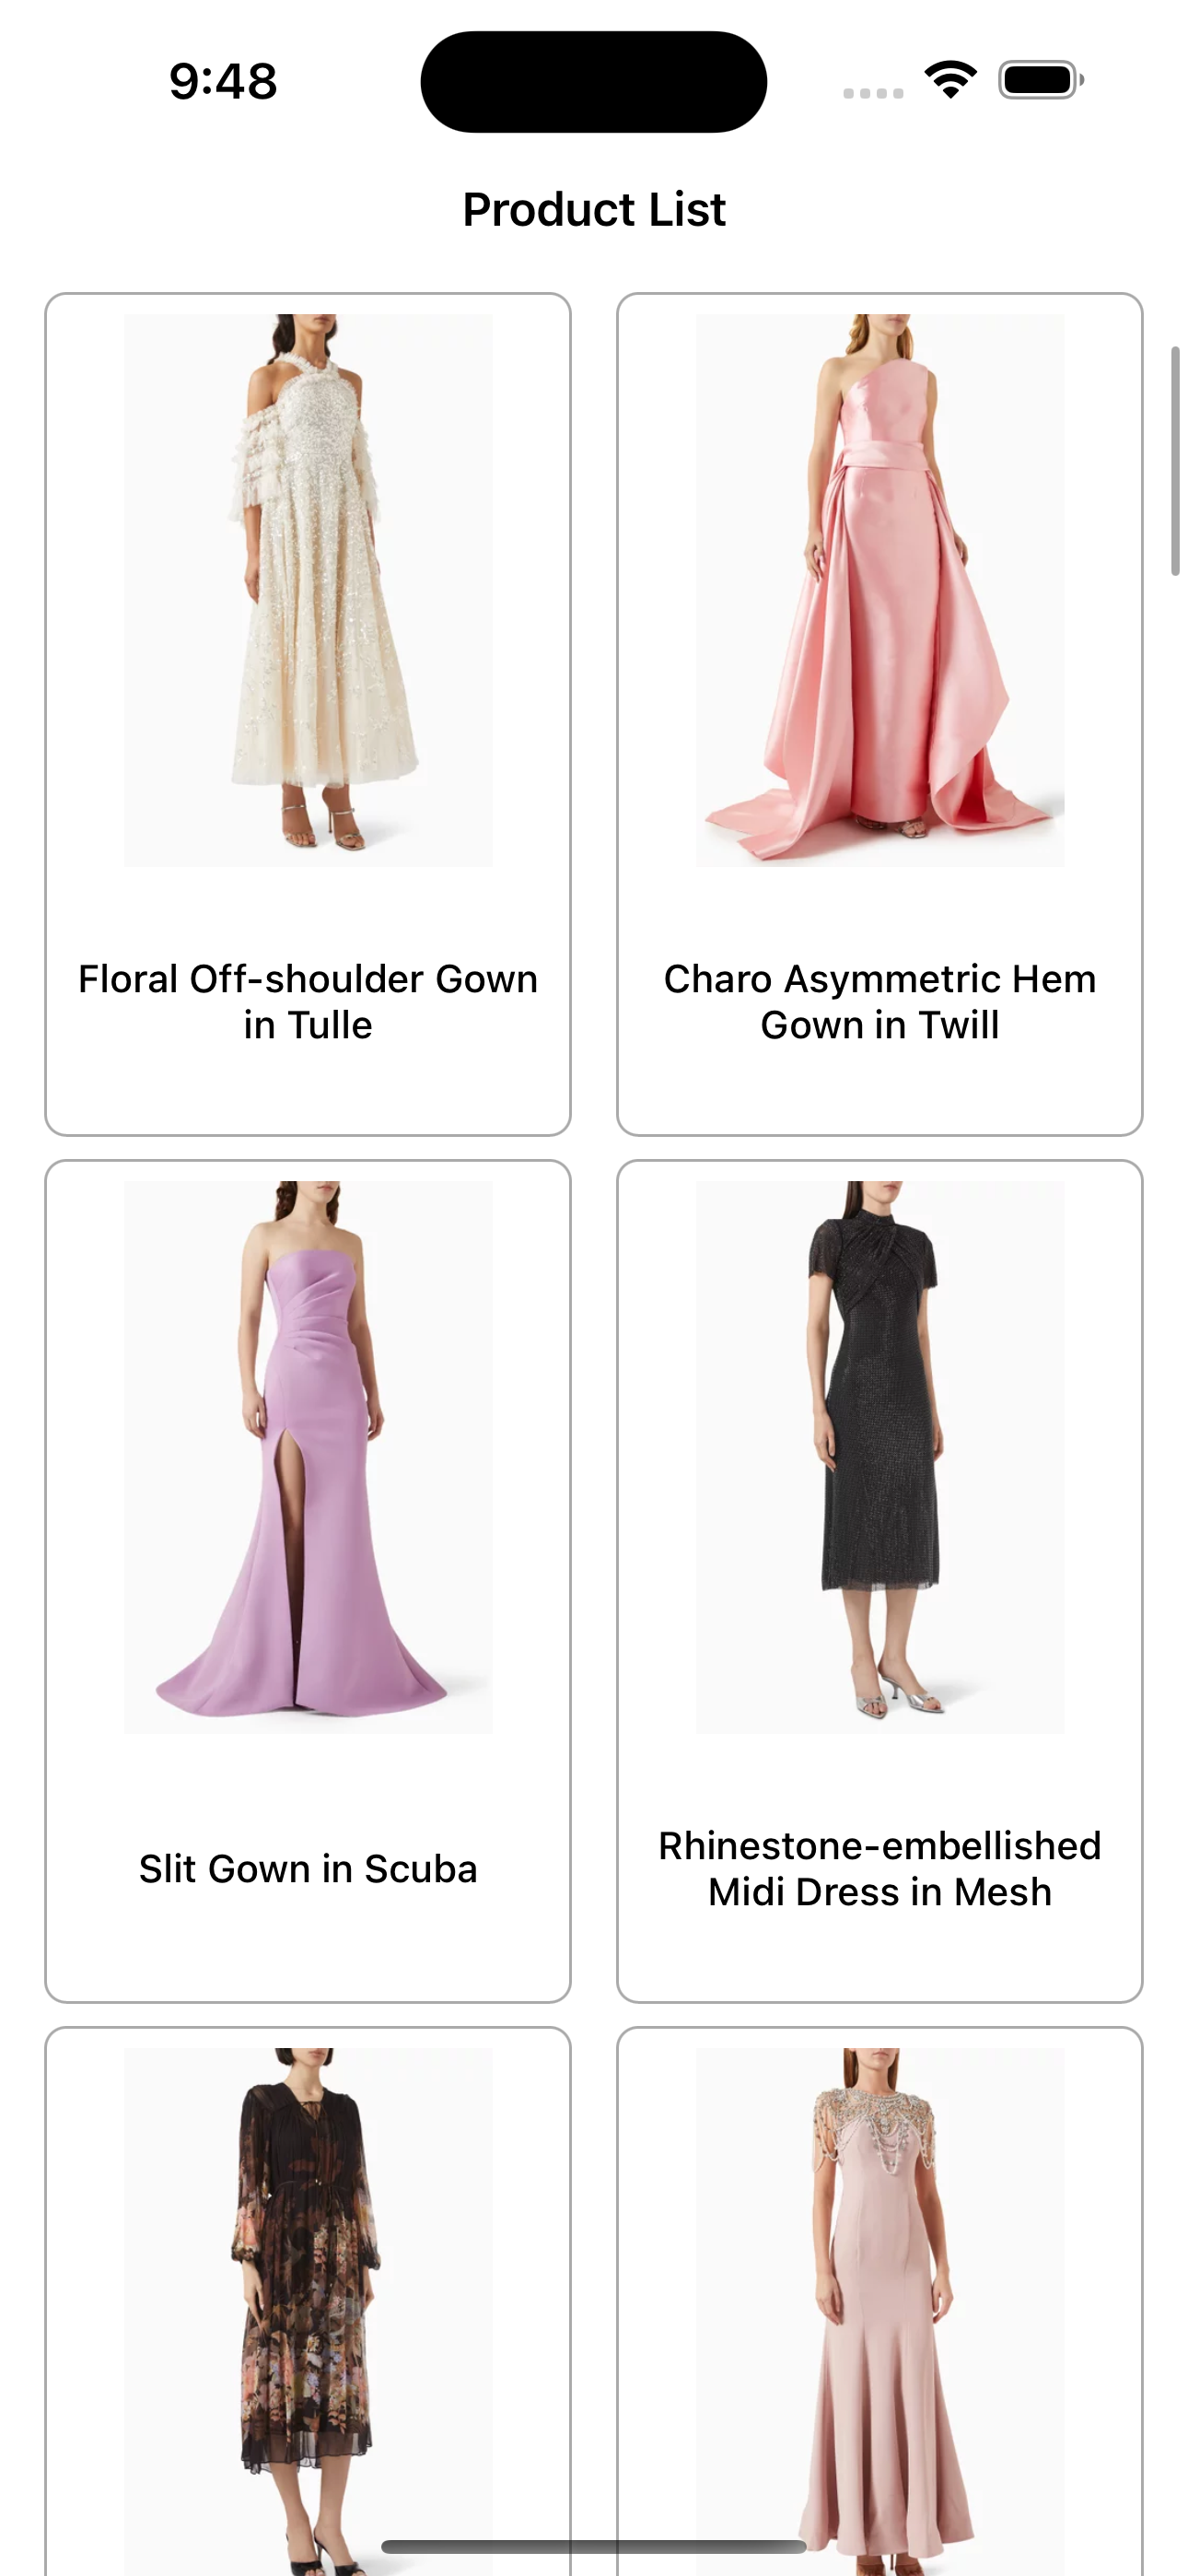 9:48
Product List
Floral Off-shoulder Gown
in Tulle
Charo Asymmetric Hem
Gown in Twill
Slit Gown in Scuba
Rhinestone-embellished
Midi Dress in Mesh